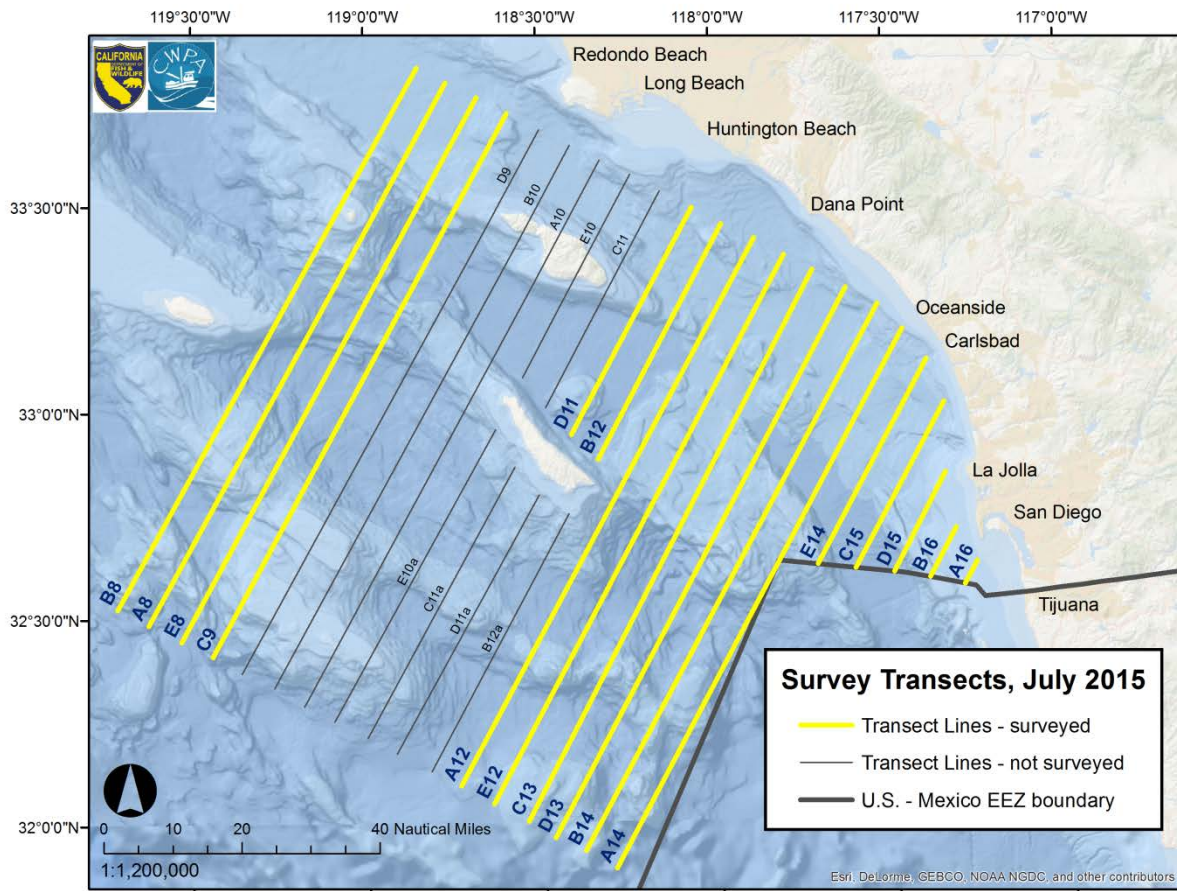 119°30'0"W
119°0'0"W
118°30'0"W
118°0'0"W
117°30'0"W
117°0'0"W
CALIFORNIA
DEPARTMENT OF
FISH &
WILDLIFE
CWPA
Redondo Beach
Long Beach
Huntington Beach
Dana Point
Oceanside
Carlsbad
La Jolla
San Diego
Tijuana
33°30'0"N
33°0'0"N
32°30'0"N
32°0'0"N
D9
B10
A10
E10
C11
D11
B12
E14
C15
D15
B16
A16
B8
A8
E8
C9
E10a
C11a
D11a
B12a
A12
E12
C13
D13
B14
A14
Survey Transects, July 2015
Transect Lines - surveyed
Transect Lines - not surveyed
U.S. - Mexico EEZ boundary
0 10 20 40 Nautical Miles
1:1,200,000
Esri, DeLorme, GEBCO, NOAA NGDC, and other contributors